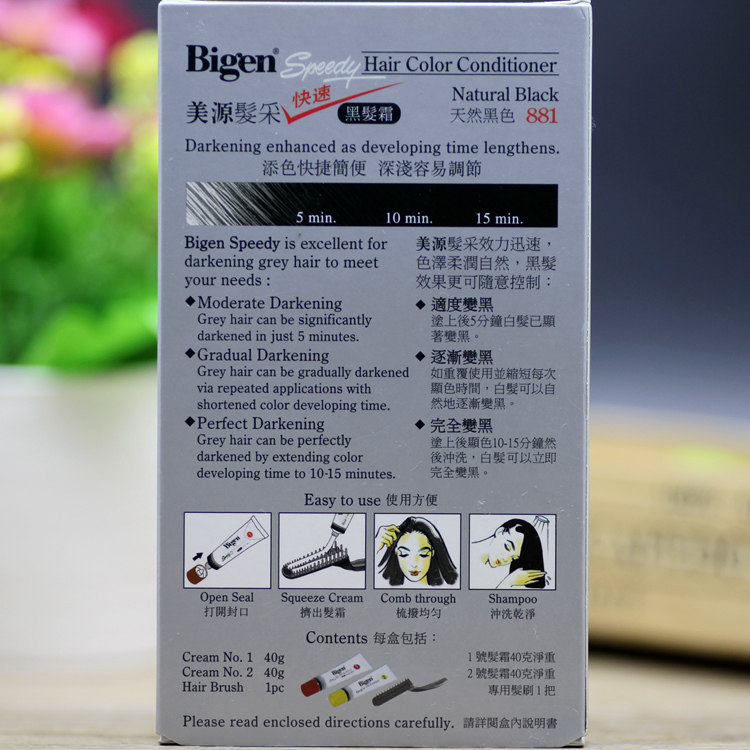 Bigen® Speedy Hair Color Conditioner
美源髮采 快速 黑髮霜
Natural Black
天然黑色 881
Darkening enhanced as developing time lengthens.
添色快捷簡便 深淺容易調節
5 min. 10 min. 15 min.
Bigen Speedy is excellent for
darkening grey hair to meet
your needs :
◆Moderate Darkening
Grey hair can be significantly
darkened in just 5 minutes.
◆Gradual Darkening
Grey hair can be gradually darkened
via repeated applications with
shortened color developing time.
◆Perfect Darkening
Grey hair can be perfectly
darkened by extending color
developing time to 10-15 minutes.
美源髮采效力迅速，
色澤柔潤自然，黑髮
效果更可隨意控制：
◆ 適度變黑
塗上後5分鐘白髮已顯
著變黑。
◆ 逐漸變黑
如重覆使用並縮短每次
顯色時間，白髮可以自
然地逐漸變黑。
◆ 完全變黑
塗上後顯色10-15分鐘然
後沖洗，白髮可以立即
完全變黑。
Easy to use 使用方便
Bigen
Speedy
Open Seal
打開封口
Squeeze Cream
擠出髮霜
Comb through
梳撥均勻
Shampoo
沖洗乾淨
Contents 每盒包括：
Cream No. 1 40g
Cream No. 2 40g
Hair Brush 1pc
Bigen
1 號髮霜40克淨重
2 號髮霜40克淨重
專用髮刷 1 把
Please read enclosed directions carefully. 請詳閱盒內說明書